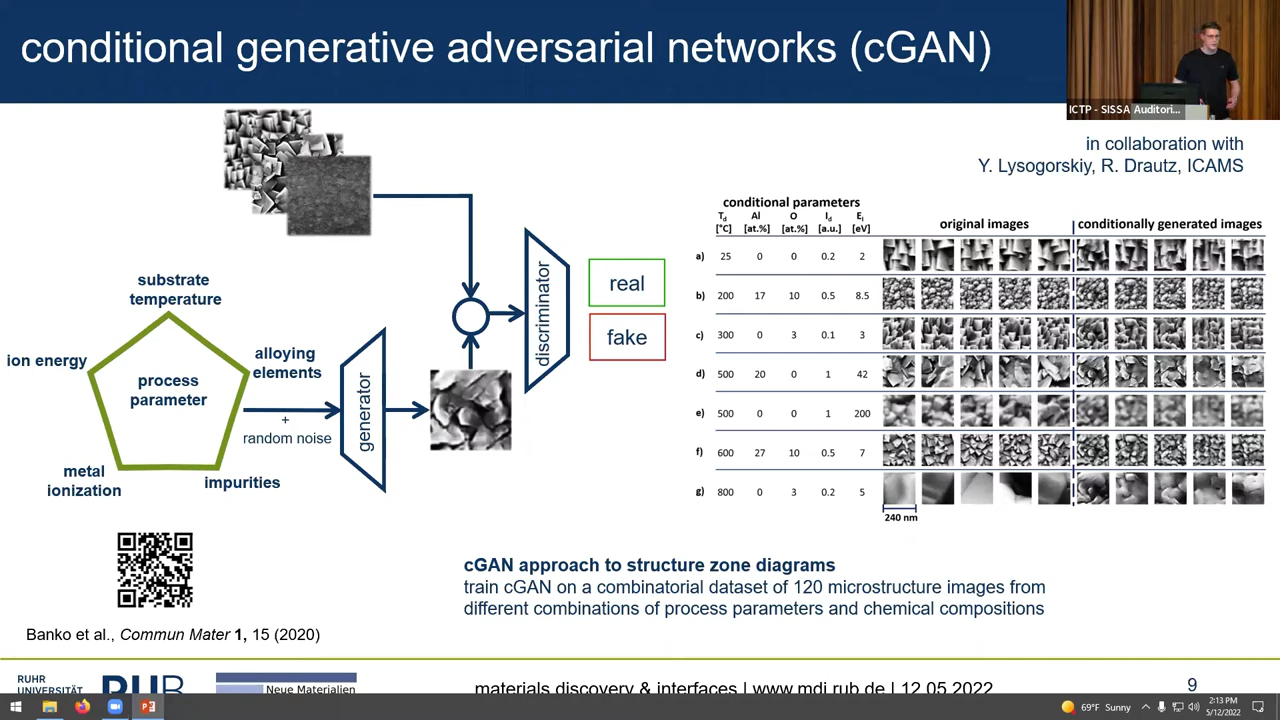 conditional generative adversarial networks (cGAN)
ICTP - SISSA Auditori...
in collaboration with
Y. Lysogorskiy, R. Drautz, ICAMS
substrate
temperature
ion energy
alloying
elements
process
parameter
+
random noise
metal
ionization
impurities
generator
discriminator
real
fake
conditional parameters
Td Al O Id Ei
[°C] [at.%] [at.%] [a.u.] [eV]
original images
conditionally generated images
a) 25 0 0 0.2 2
b) 200 17 10 0.5 8.5
c) 300 0 3 0.1 3
d) 500 20 0 1 42
e) 500 0 0 1 200
f) 600 27 10 0.5 7
g) 800 0 3 0.2 5
240 nm
cGAN approach to structure zone diagrams
train cGAN on a combinatorial dataset of 120 microstructure images from
different combinations of process parameters and chemical compositions
Banko et al., Commun Mater 1, 15 (2020)
RUHR
UNIVERSITÄT
RUB
Neue Materialien
materials discovery & interfaces | www.mdi.rub.de | 12.05.2022
9
69°F Sunny
2:13 PM
5/12/2022